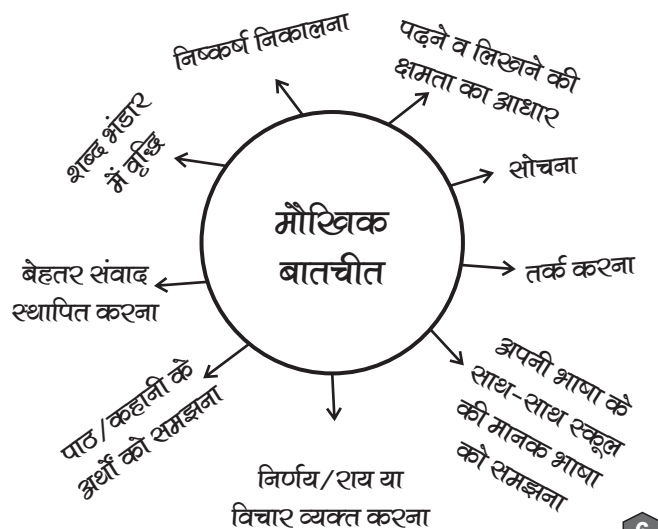 निष्कर्ष निकालना
पढ़ने व लिखने की
क्षमता का आधार
सोचना
तर्क करना
अपनी भाषा के
साथ-साथ स्कूल
की मानक भाषा
को समझना
निर्णय/राय या
विचार व्यक्त करना
पाठ/कहानी के
अर्थों को समझना
बेहतर संवाद
स्थापित करना
शब्द भंडार
में वृद्धि
मौखिक
बातचीत